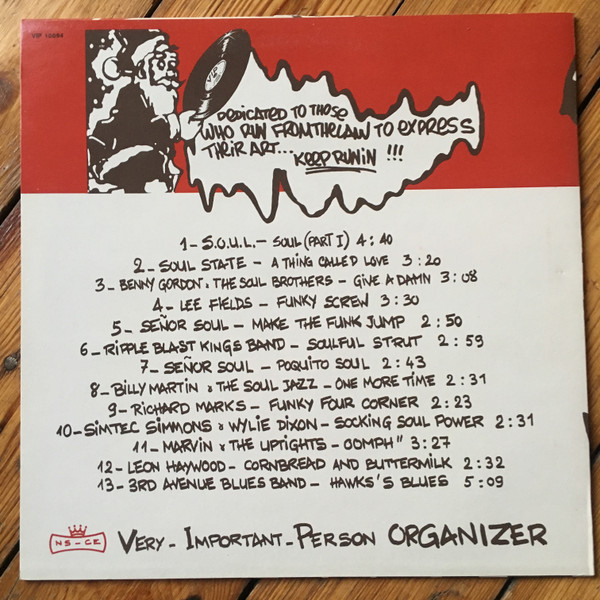 VIP 10094
DEDICATED TO THOSE
WHO RUN FROM THE LAW TO EXPRESS
THEIR ART... KEEP RUNIN !!!
1- S.O.U.L. - SOUL (PART I) 4:40
2- SOUL STATE - A THING CALLED LOVE 3:20
3- BENNY GORDON & THE SOUL BROTHERS - GIVE A DAMN 3:08
4- LEE FIELDS - FUNKY SCREW 3:30
5- SEÑOR SOUL - MAKE THE FUNK JUMP 2:50
6- RIPPLE BLAST KINGS BAND - SOULFUL STRUT 2:59
7- SEÑOR SOUL - POQUITO SOUL 2:43
8- BILLY MARTIN & THE SOUL JAZZ - ONE MORE TIME 2:31
9- RICHARD MARKS - FUNKY FOUR CORNER 2:23
10- SIMTEC SIMMONS & WYLIE DIXON - SOCKING SOUL POWER 2:31
11- MARVIN & THE UPTIGHTS - OOMPH" 3:27
12- LEON HAYWOOD - CORNBREAD AND BUTTERMILK 2:32
13- 3RD AVENUE BLUES BAND - HAWKS'S BLUES 5:09
NS-CE VERY-IMPORTANT-PERSON ORGANIZER